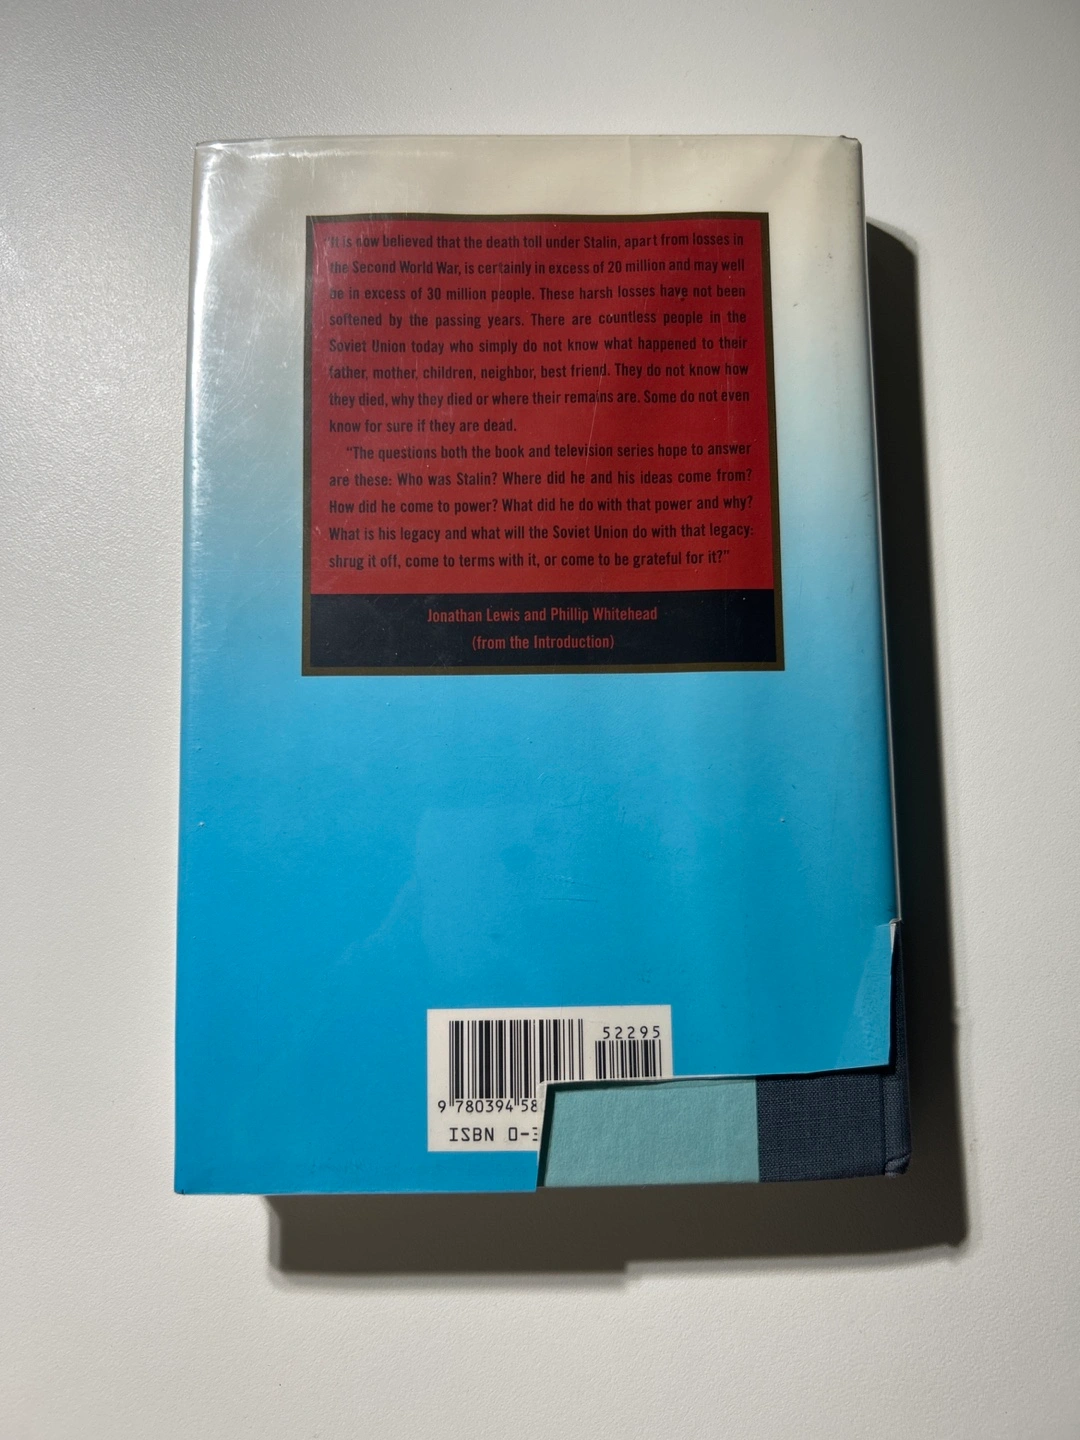 "It is now believed that the death toll under Stalin, apart from losses in
the Second World War, is certainly in excess of 20 million and may well
be in excess of 30 million people. These harsh losses have not been
softened by the passing years. There are countless people in the
Soviet Union today who simply do not know what happened to their
father, mother, children, neighbor, best friend. They do not know how
they died, why they died or where their remains are. Some do not even
know for sure if they are dead.
"The questions both the book and television series hope to answer
are these: Who was Stalin? Where did he and his ideas come from?
How did he come to power? What did he do with that power and why?
What is his legacy and what will the Soviet Union do with that legacy:
shrug it off, come to terms with it, or come to be grateful for it?"
Jonathan Lewis and Phillip Whitehead
(from the Introduction)
52295
9 780394 58
ISBN 0-3